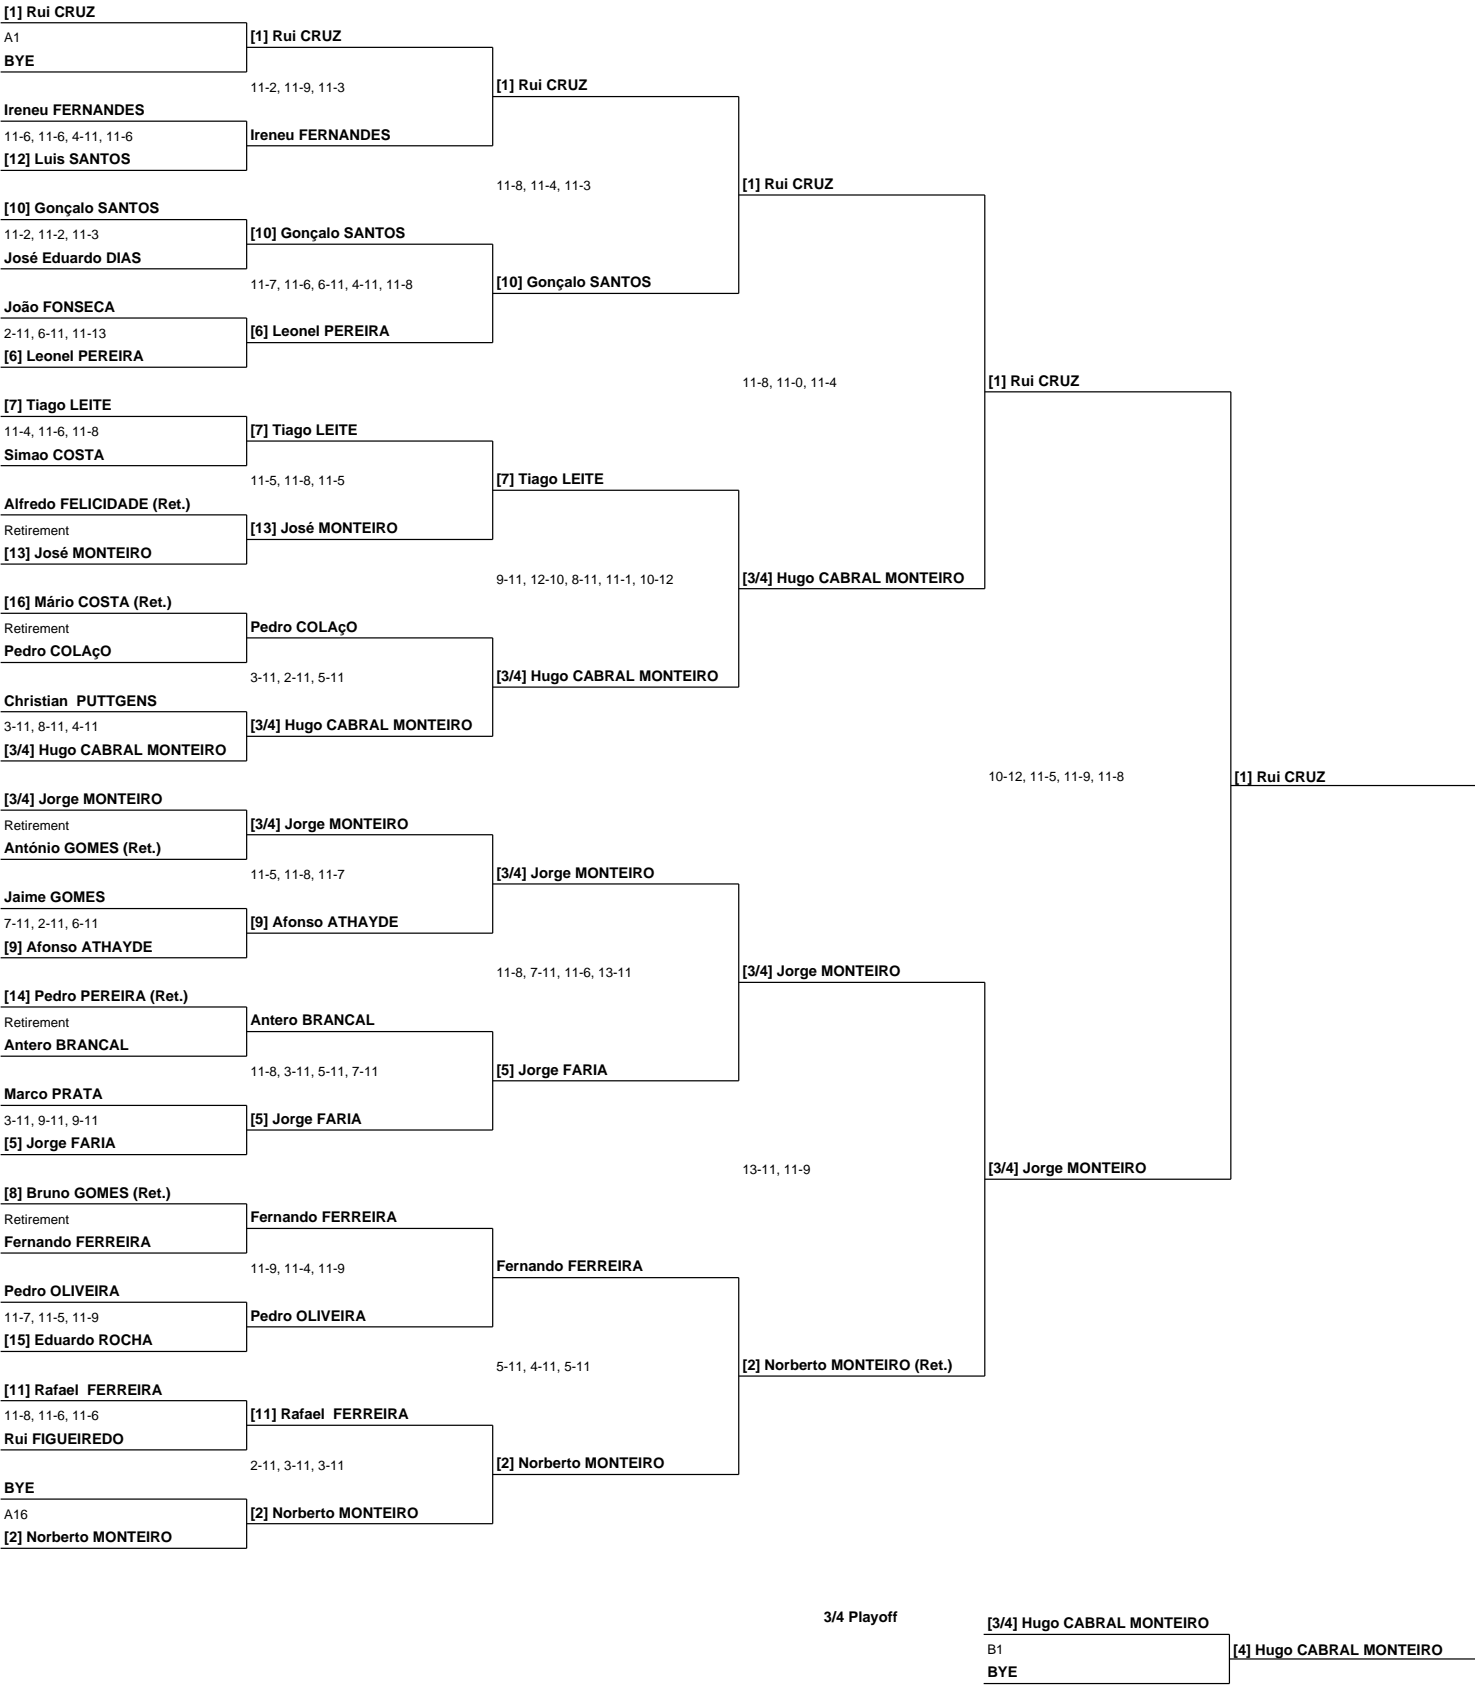 [1] Rui CRUZ
A1
BYE
Ireneu FERNANDES
11-6, 11-6, 4-11, 11-6
[12] Luis SANTOS
[10] Gonçalo SANTOS
11-2, 11-2, 11-3
José Eduardo DIAS
João FONSECA
2-11, 6-11, 11-13
[6] Leonel PEREIRA
[7] Tiago LEITE
11-4, 11-6, 11-8
Simao COSTA
Alfredo FELICIDADE (Ret.)
Retirement
[13] José MONTEIRO
[16] Mário COSTA (Ret.)
Retirement
Pedro COLAçO
Christian  PUTTGENS
3-11, 8-11, 4-11
[3/4] Hugo CABRAL MONTEIRO
[3/4] Jorge MONTEIRO
Retirement
António GOMES (Ret.)
Jaime GOMES
7-11, 2-11, 6-11
[9] Afonso ATHAYDE
[14] Pedro PEREIRA (Ret.)
Retirement
Antero BRANCAL
Marco PRATA
3-11, 9-11, 9-11
[5] Jorge FARIA
[8] Bruno GOMES (Ret.)
Retirement
Fernando FERREIRA
Pedro OLIVEIRA
11-7, 11-5, 11-9
[15] Eduardo ROCHA
[11] Rafael  FERREIRA
11-8, 11-6, 11-6
Rui FIGUEIREDO
BYE
A16
[2] Norberto MONTEIRO
[1] Rui CRUZ
11-2, 11-9, 11-3
Ireneu FERNANDES
[10] Gonçalo SANTOS
11-7, 11-6, 6-11, 4-11, 11-8
[6] Leonel PEREIRA
[7] Tiago LEITE
11-5, 11-8, 11-5
[13] José MONTEIRO
Pedro COLAçO
3-11, 2-11, 5-11
[3/4] Hugo CABRAL MONTEIRO
[3/4] Jorge MONTEIRO
11-5, 11-8, 11-7
[9] Afonso ATHAYDE
Antero BRANCAL
11-8, 3-11, 5-11, 7-11
[5] Jorge FARIA
Fernando FERREIRA
11-9, 11-4, 11-9
Pedro OLIVEIRA
[11] Rafael  FERREIRA
2-11, 3-11, 3-11
[2] Norberto MONTEIRO
[1] Rui CRUZ
11-8, 11-4, 11-3
[10] Gonçalo SANTOS
[7] Tiago LEITE
9-11, 12-10, 8-11, 11-1, 10-12
[3/4] Hugo CABRAL MONTEIRO
[3/4] Jorge MONTEIRO
11-8, 7-11, 11-6, 13-11
[5] Jorge FARIA
Fernando FERREIRA
5-11, 4-11, 5-11
[2] Norberto MONTEIRO
[1] Rui CRUZ
11-8, 11-0, 11-4
[3/4] Hugo CABRAL MONTEIRO
[3/4] Jorge MONTEIRO
13-11, 11-9
[2] Norberto MONTEIRO (Ret.)
[1] Rui CRUZ
10-12, 11-5, 11-9, 11-8
[3/4] Jorge MONTEIRO
[1] Rui CRUZ
3/4 Playoff
[3/4] Hugo CABRAL MONTEIRO
B1
BYE
[4] Hugo CABRAL MONTEIRO